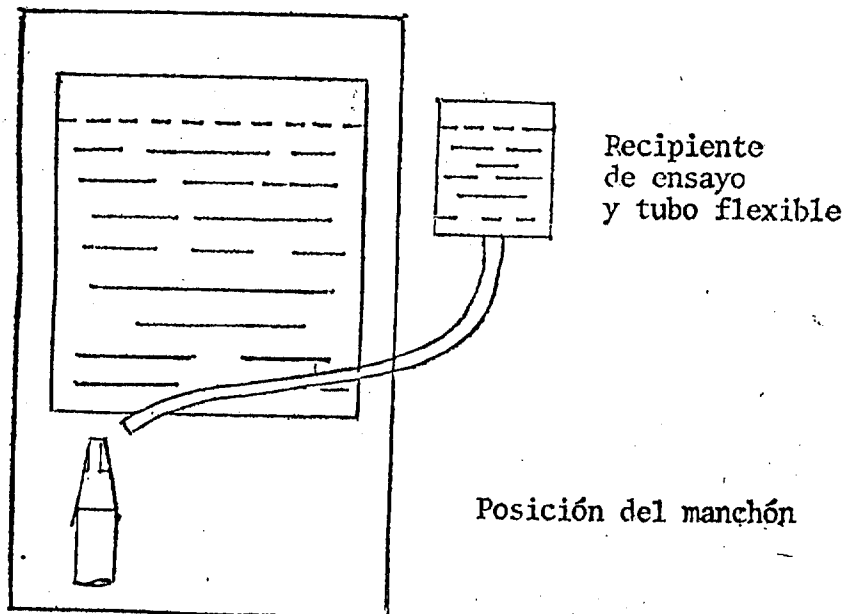 Recipiente
de ensayo
y tubo flexible
Posición del manchón